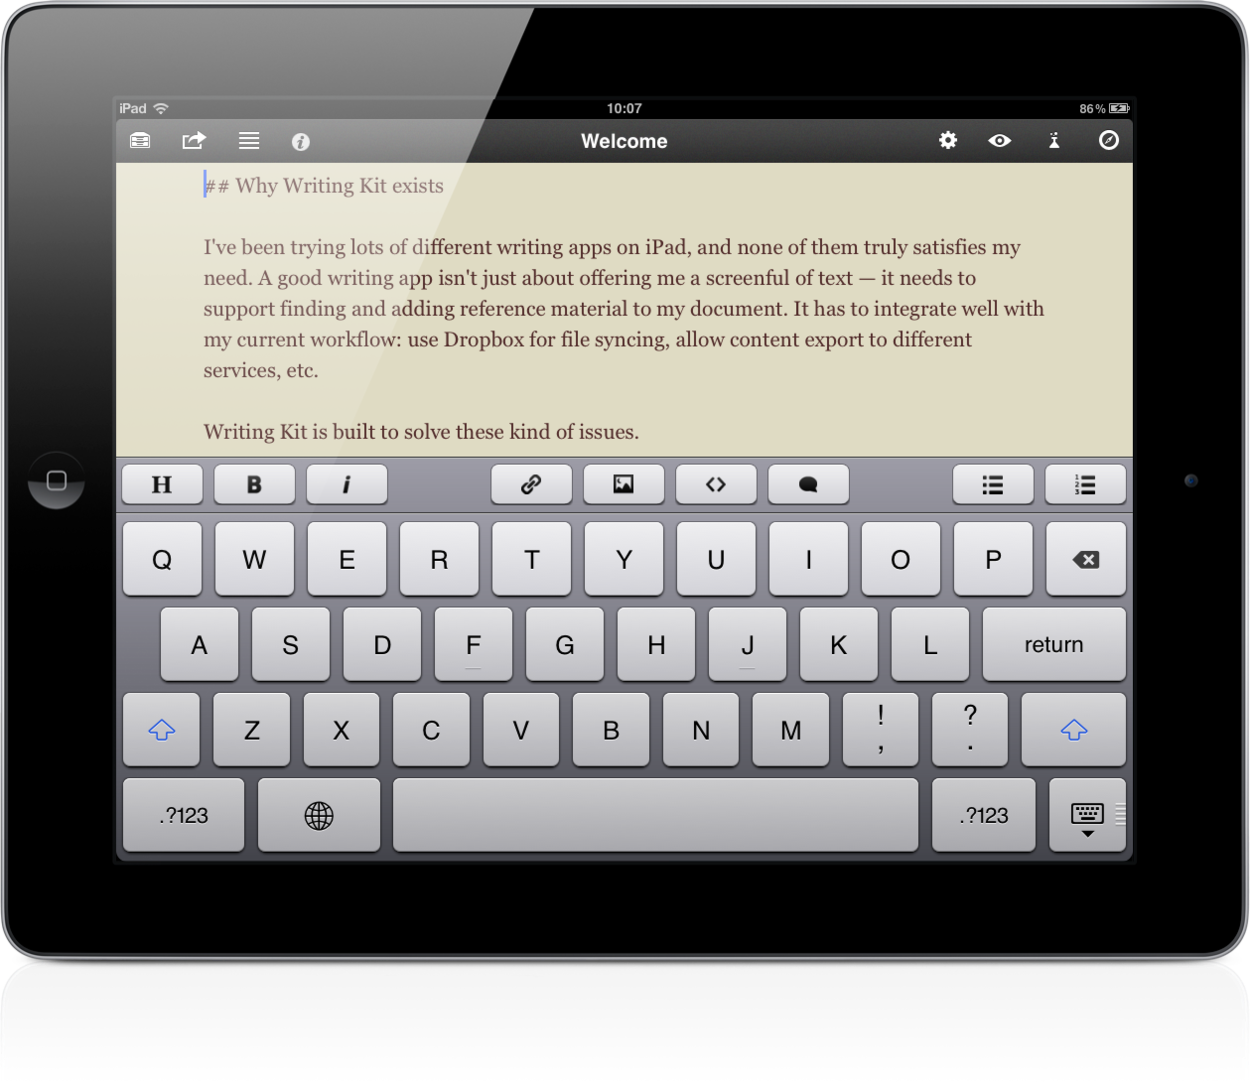 iPad 10:07 86%
Welcome
## Why Writing Kit exists
I've been trying lots of different writing apps on iPad, and none of them truly satisfies my
need. A good writing app isn't just about offering me a screenful of text — it needs to
support finding and adding reference material to my document. It has to integrate well with
my current workflow: use Dropbox for file syncing, allow content export to different
services, etc.
Writing Kit is built to solve these kind of issues.
H B i <>
Q W E R T Y U I O P
A S D F G H J K L return
Z X C V B N M ! , ? .
.?123 .?123